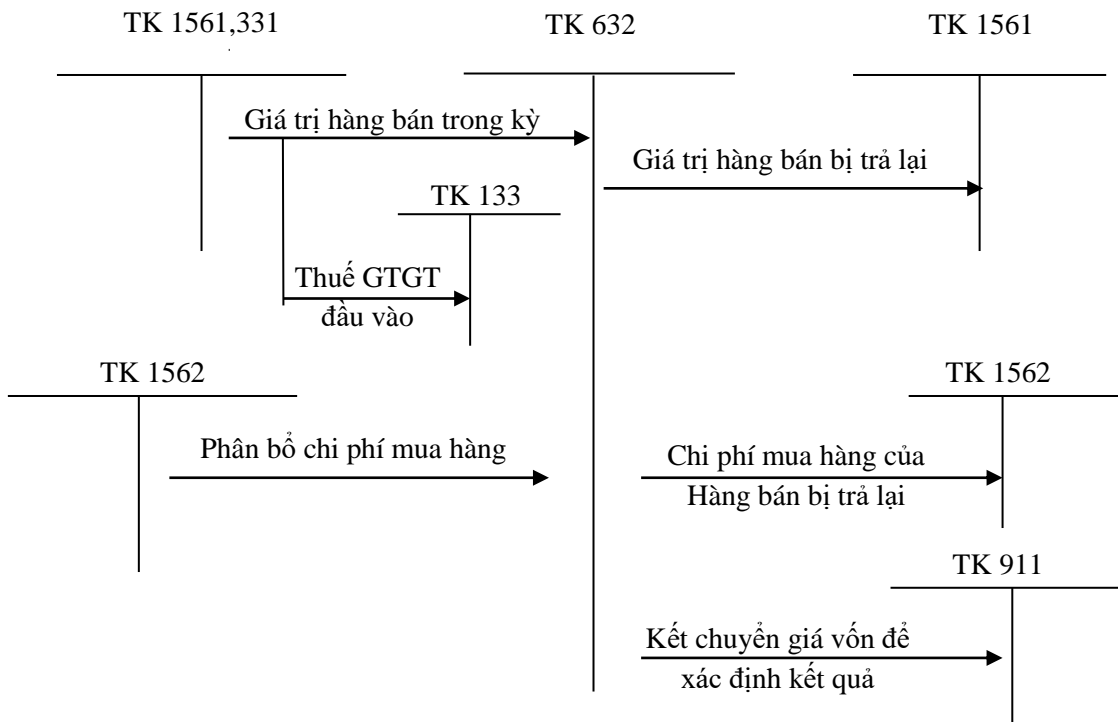 TK 1561,331
TK 632
TK 1561
Giá trị hàng bán trong kỳ
Giá trị hàng bán bị trả lại
TK 133
Thuế GTGT
đầu vào
TK 1562
TK 1562
Phân bổ chi phí mua hàng
Chi phí mua hàng của
Hàng bán bị trả lại
TK 911
Kết chuyển giá vốn để
xác định kết quả